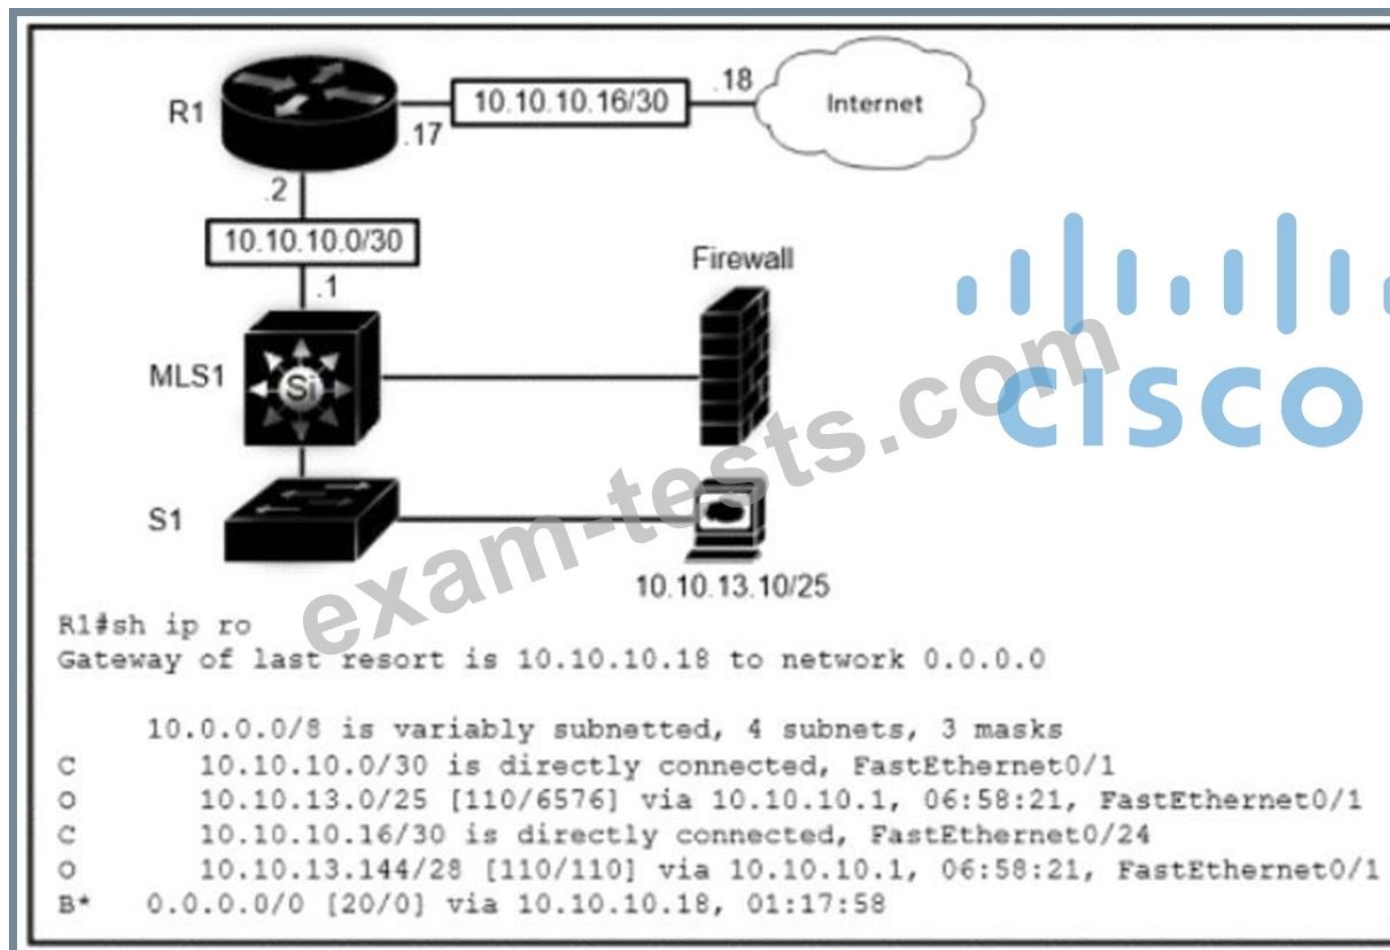 .18
10.10.10.16/30
Internet
R1
.17
.2
10.10.10.0/30
Firewall
.1
MLS1
Si
CISCO
exam-tests.com
S1
10.10.13.10/25
R1#sh ip ro
Gateway of last resort is 10.10.10.18 to network 0.0.0.0
10.0.0.0/8 is variably subnetted, 4 subnets, 3 masks
C 10.10.10.0/30 is directly connected, FastEthernet0/1
O 10.10.13.0/25 [110/6576] via 10.10.10.1, 06:58:21, FastEthernet0/1
C 10.10.10.16/30 is directly connected, FastEthernet0/24
O 10.10.13.144/28 [110/110] via 10.10.10.1, 06:58:21, FastEthernet0/1
B* 0.0.0.0/0 [20/0] via 10.10.10.18, 01:17:58